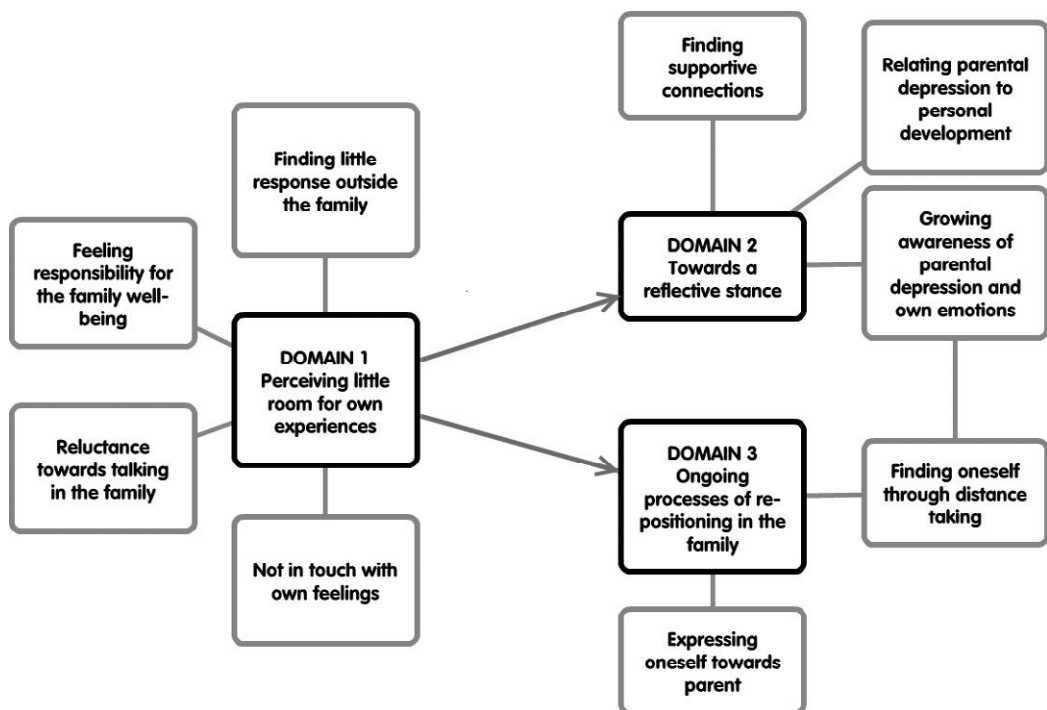 Finding
supportive
connections
Relating parental
depression to
personal
development
Finding little
response outside
the family
Feeling
responsibility for
the family well-
being
DOMAIN 2
Towards a
reflective stance
Growing
awareness of
parental
depression and
own emotions
DOMAIN 1
Perceiving little
room for own
experiences
Reluctance
towards talking
in the family
DOMAIN 3
Ongoing
processes of re-
positioning in the
family
Finding oneself
through distance
taking
Not in touch with
own feelings
Expressing
oneself towards
parent